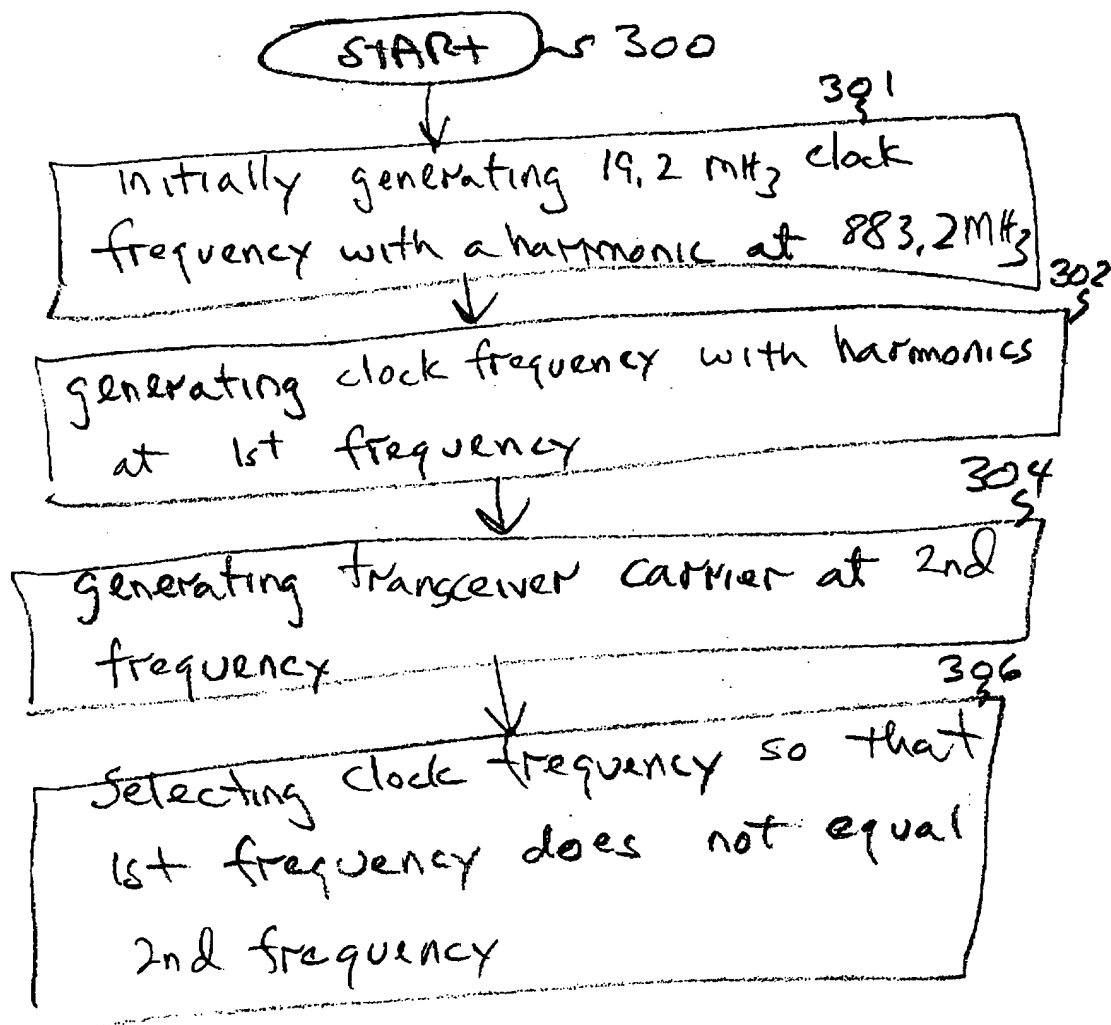 START 300
301
initially generating 19,2 MHz clock
frequency with a harmonic at 883,2MHz
302
generating clock frequency with harmonics
at 1st frequency
304
generating transceiver carrier at 2nd
frequency
306
Selecting clock frequency so that
1st frequency does not equal
2nd frequency